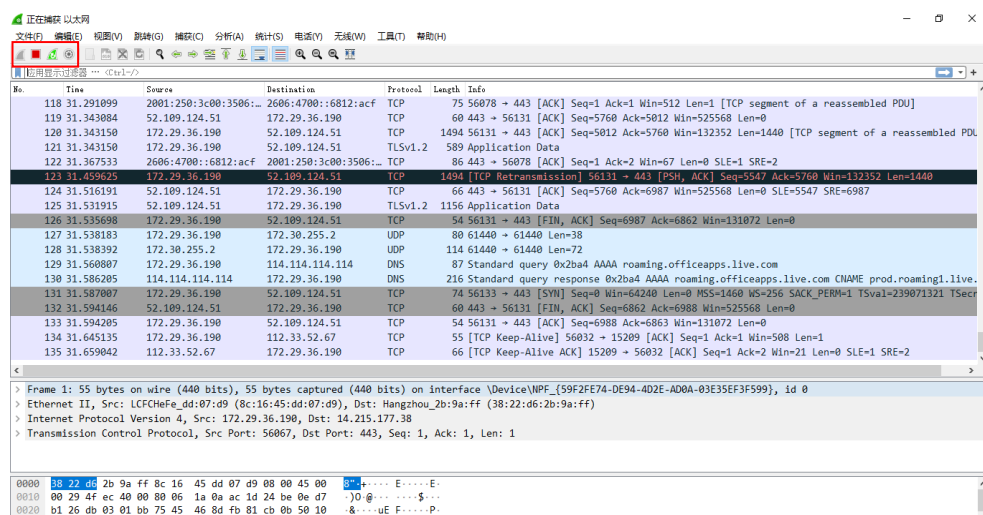 正在捕获 以太网
文件(F) 编辑(E) 视图(V) 跳转(G) 捕获(C) 分析(A) 统计(S) 电话(Y) 无线(W) 工具(T) 帮助(H)
应用显示过滤器 … <Ctrl-/>
No. Time Source Destination Protocol Length Info
118 31.291099 2001:250:3c00:3506:… 2606:4700::6812:acf TCP 75 56078 → 443 [ACK] Seq=1 Ack=1 Win=512 Len=1 [TCP segment of a reassembled PDU]
119 31.343084 52.109.124.51 172.29.36.190 TCP 60 443 → 56131 [ACK] Seq=5760 Ack=5012 Win=525568 Len=0
120 31.343150 172.29.36.190 52.109.124.51 TCP 1494 56131 → 443 [ACK] Seq=5012 Ack=5760 Win=132352 Len=1440 [TCP segment of a reassembled PDU
121 31.343150 172.29.36.190 52.109.124.51 TLSv1.2 589 Application Data
122 31.367533 2606:4700::6812:acf 2001:250:3c00:3506:… TCP 86 443 → 56078 [ACK] Seq=1 Ack=2 Win=67 Len=0 SLE=1 SRE=2
123 31.459625 172.29.36.190 52.109.124.51 TCP 1494 [TCP Retransmission] 56131 → 443 [PSH, ACK] Seq=5547 Ack=5760 Win=132352 Len=1440
124 31.516191 52.109.124.51 172.29.36.190 TCP 66 443 → 56131 [ACK] Seq=5760 Ack=6987 Win=525568 Len=0 SLE=5547 SRE=6987
125 31.531915 52.109.124.51 172.29.36.190 TLSv1.2 1156 Application Data
126 31.535698 172.29.36.190 52.109.124.51 TCP 54 56131 → 443 [FIN, ACK] Seq=6987 Ack=6862 Win=131072 Len=0
127 31.538183 172.29.36.190 172.30.255.2 UDP 80 61440 → 61440 Len=38
128 31.538392 172.30.255.2 172.29.36.190 UDP 114 61440 → 61440 Len=72
129 31.560807 172.29.36.190 114.114.114.114 DNS 87 Standard query 0x2ba4 AAAA roaming.officeapps.live.com
130 31.586205 114.114.114.114 172.29.36.190 DNS 216 Standard query response 0x2ba4 AAAA roaming.officeapps.live.com CNAME prod.roaming1.live.
131 31.587007 172.29.36.190 52.109.124.51 TCP 74 56133 → 443 [SYN] Seq=0 Win=64240 Len=0 MSS=1460 WS=256 SACK_PERM=1 TSval=239071321 TSecr
132 31.594146 52.109.124.51 172.29.36.190 TCP 60 443 → 56131 [FIN, ACK] Seq=6862 Ack=6988 Win=525568 Len=0
133 31.594205 172.29.36.190 52.109.124.51 TCP 54 56131 → 443 [ACK] Seq=6988 Ack=6863 Win=131072 Len=0
134 31.645135 172.29.36.190 112.33.52.67 TCP 55 [TCP Keep-Alive] 56032 → 15209 [ACK] Seq=1 Ack=1 Win=508 Len=1
135 31.659042 112.33.52.67 172.29.36.190 TCP 66 [TCP Keep-Alive ACK] 15209 → 56032 [ACK] Seq=1 Ack=2 Win=21 Len=0 SLE=1 SRE=2
Frame 1: 55 bytes on wire (440 bits), 55 bytes captured (440 bits) on interface \Device\NPF_{59F2FE74-DE94-4D2E-AD0A-03E35EF3F599}, id 0
Ethernet II, Src: LCFCHeFe_dd:07:d9 (8c:16:45:dd:07:d9), Dst: Hangzhou_2b:9a:ff (38:22:d6:2b:9a:ff)
Internet Protocol Version 4, Src: 172.29.36.190, Dst: 14.215.177.38
Transmission Control Protocol, Src Port: 56067, Dst Port: 443, Seq: 1, Ack: 1, Len: 1
0000 38 22 d6 2b 9a ff 8c 16 45 dd 07 d9 08 00 45 00 8"·+···· E·····E·
0010 00 29 4f ec 40 00 80 06 1a 0a ac 1d 24 be 0e d7 ·)O·@··· ····$···
0020 b1 26 db 03 01 bb 75 45 46 8d fb 81 cb 0b 50 10 ·&····uE F·····P·